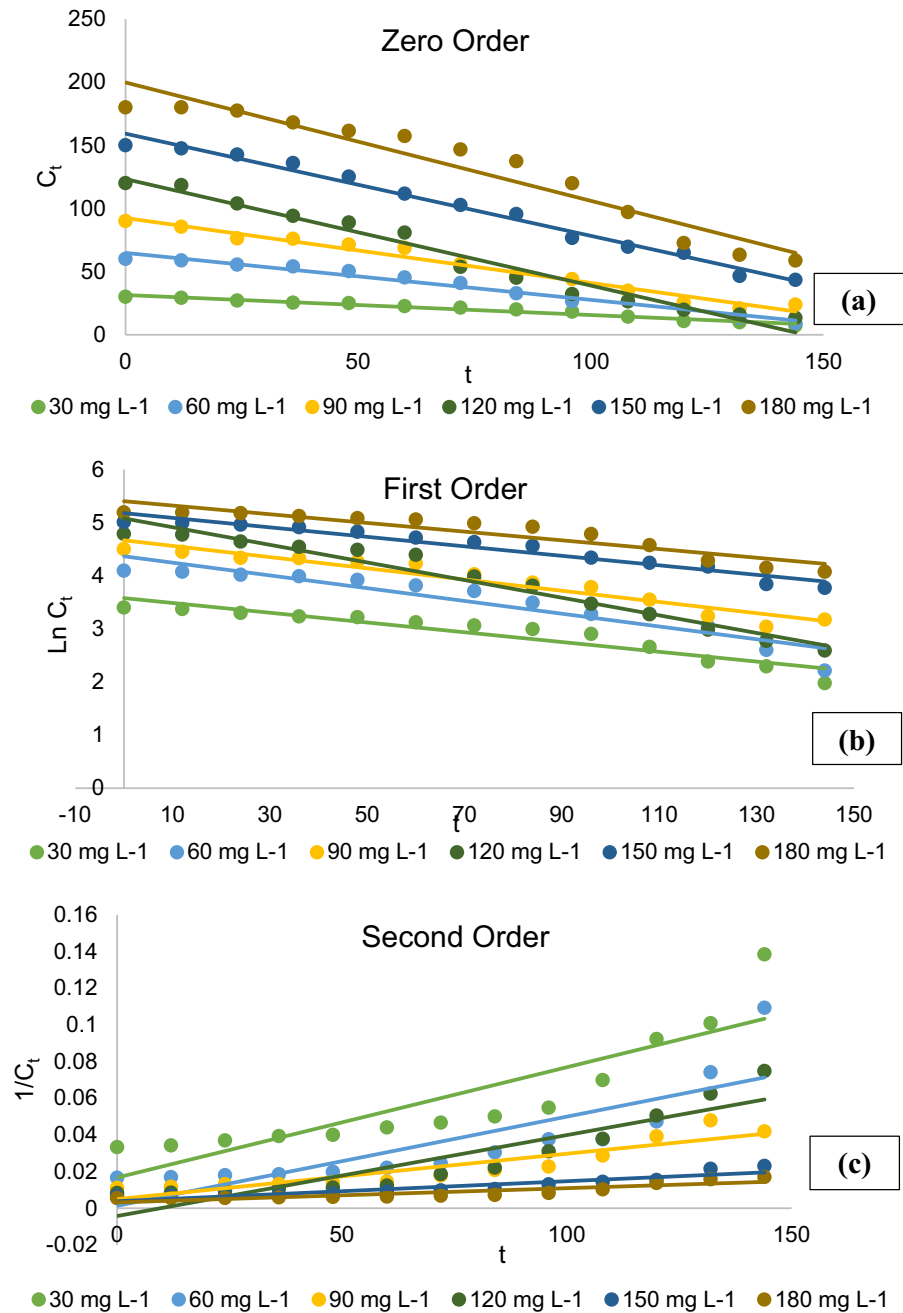 Zero Order
250
200
150
100
50
0
C_t
0 50 100 150
t
(a)
30 mg L-1 60 mg L-1 90 mg L-1 120 mg L-1 150 mg L-1 180 mg L-1
First Order
6
5
4
3
2
1
0
Ln C_t
-10 10 30 50 70 90 110 130 150
t
(b)
30 mg L-1 60 mg L-1 90 mg L-1 120 mg L-1 150 mg L-1 180 mg L-1
Second Order
0.16
0.14
0.12
0.1
0.08
0.06
0.04
0.02
0
-0.02
1/C_t
0 50 100 150
t
(c)
30 mg L-1 60 mg L-1 90 mg L-1 120 mg L-1 150 mg L-1 180 mg L-1